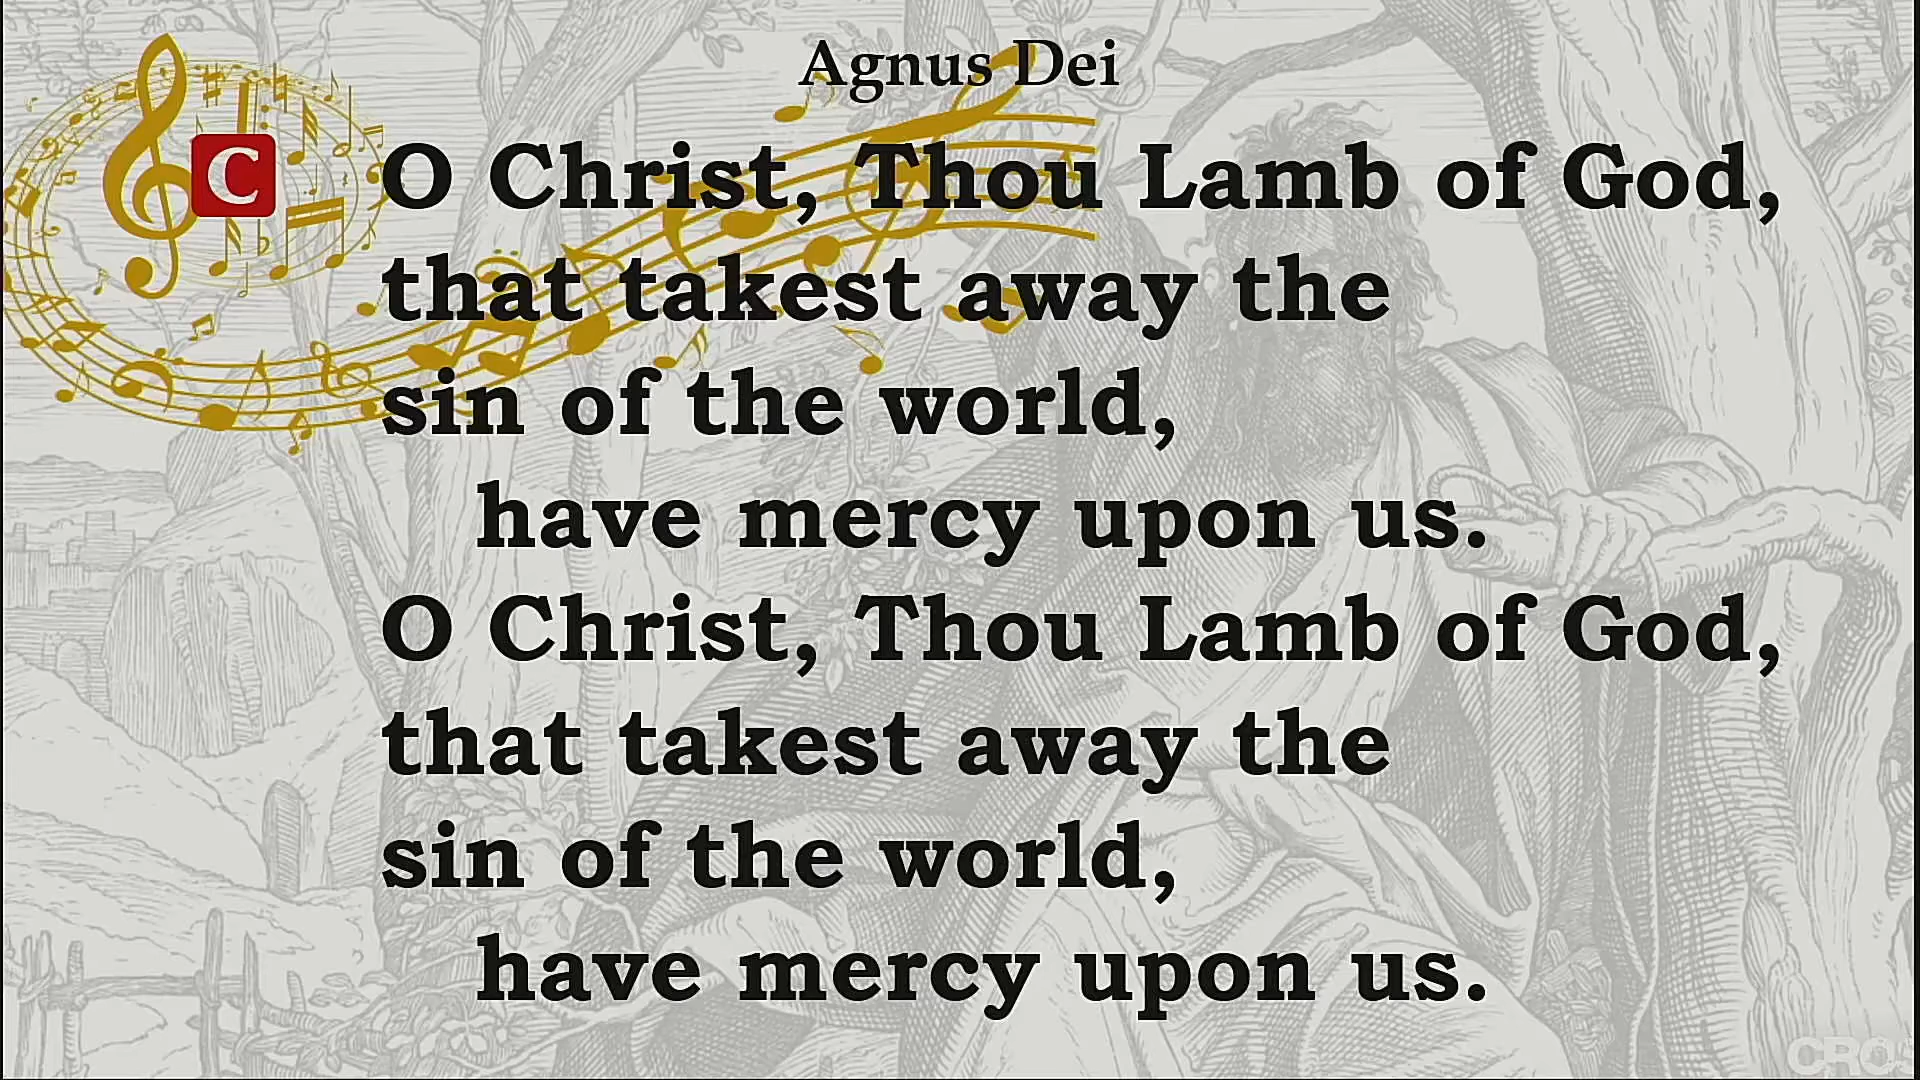 Agnus Dei
C O Christ, Thou Lamb of God,
that takest away the
sin of the world,
have mercy upon us.
O Christ, Thou Lamb of God,
that takest away the
sin of the world,
have mercy upon us.